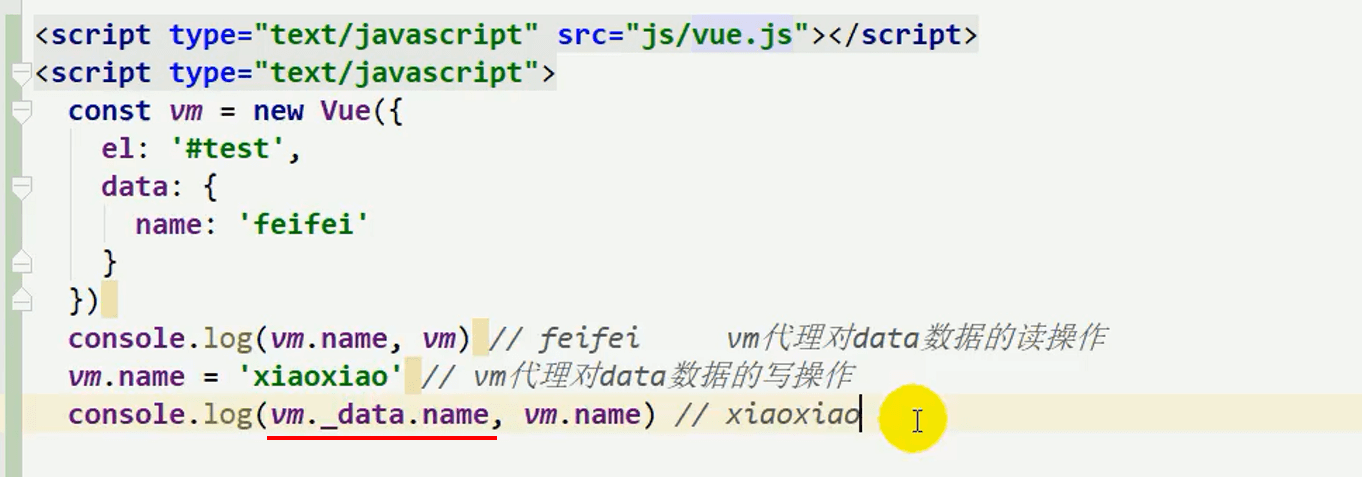 <script type="text/javascript" src="js/vue.js"></script>
<script type="text/javascript">
const vm = new Vue({
el: '#test',
data: {
name: 'feifei'
}
})
console.log(vm.name, vm) // feifei vm代理对data数据的读操作
vm.name = 'xiaoxiao' // vm代理对data数据的写操作
console.log(vm._data.name, vm.name) // xiaoxiao